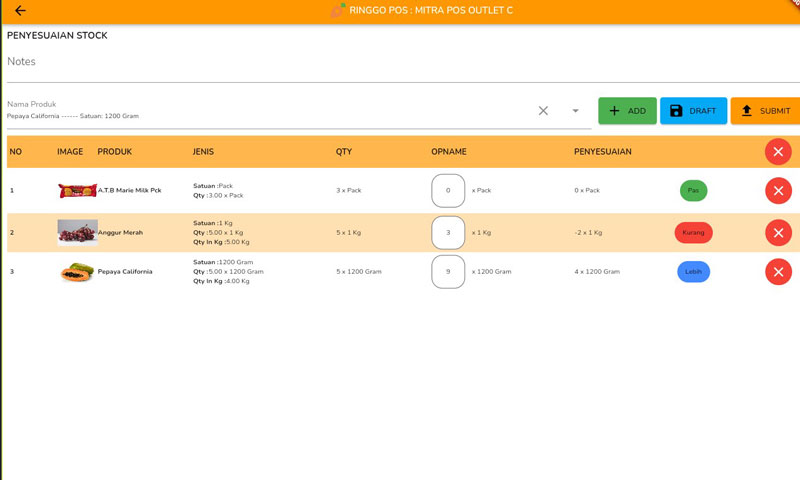 RINGGO POS : MITRA POS OUTLET C
PENYESUAIAN STOCK
Notes
Nama Produk
Pepaya California ------ Satuan: 1200 Gram
ADD
DRAFT
SUBMIT
NO IMAGE PRODUK JENIS QTY OPNAME PENYESUAIAN
1 A.T.B Marie Milk Pck Satuan :Pack 3 x Pack 0 x Pack 0 x Pack Pas
Qty :3.00 x Pack
2 Anggur Merah Satuan :1 Kg 5 x 1 Kg 3 x 1 Kg -2 x 1 Kg Kurang
Qty :5.00 x 1 Kg
Qty In Kg :5.00 Kg
3 Pepaya California Satuan :1200 Gram 5 x 1200 Gram 9 x 1200 Gram 4 x 1200 Gram Lebih
Qty :5.00 x 1200 Gram
Qty In Kg :4.00 Kg